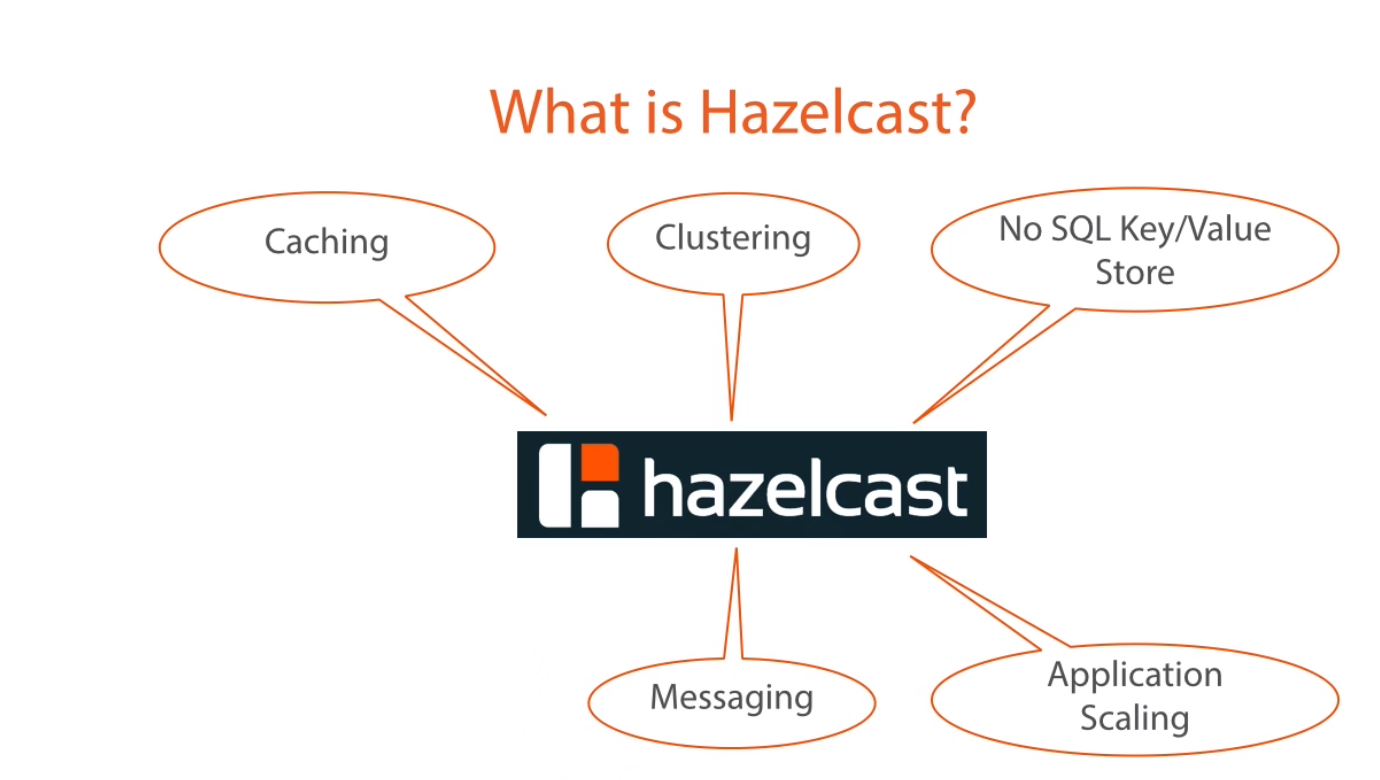 What is Hazelcast?
Caching
Clustering
No SQL Key/Value
Store
hazelcast
Messaging
Application
Scaling